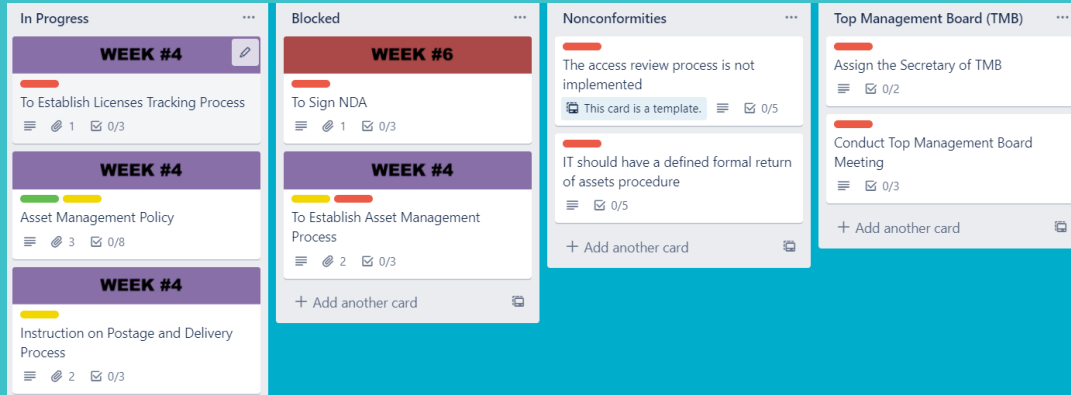 In Progress
WEEK #4
To Establish Licenses Tracking Process
1 0/3
WEEK #4
Asset Management Policy
3 0/8
WEEK #4
Instruction on Postage and Delivery
Process
2 0/3
Blocked
WEEK #6
To Sign NDA
1 0/3
WEEK #4
To Establish Asset Management
Process
2 0/3
+ Add another card
Nonconformities
The access review process is not
implemented
This card is a template. 0/5
IT should have a defined formal return
of assets procedure
0/5
+ Add another card
Top Management Board (TMB)
Assign the Secretary of TMB
0/2
Conduct Top Management Board
Meeting
0/3
+ Add another card